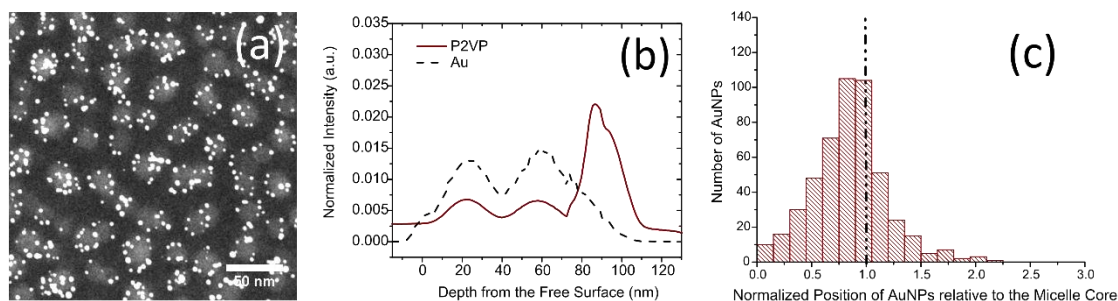 (a)
50 nm
(b)
P2VP
Au
Normalized Intensity (a.u.)
0.035
0.030
0.025
0.020
0.015
0.010
0.005
0.000
0 20 40 60 80 100 120
Depth from the Free Surface (nm)
(c)
Number of AuNPs
140
120
100
80
60
40
20
0
0.0 0.5 1.0 1.5 2.0 2.5 3.0
Normalized Position of AuNPs relative to the Micelle Core